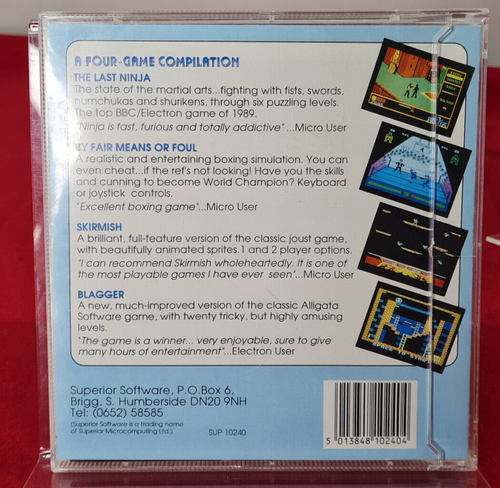 A FOUR-GAME COMPILATION
THE LAST NINJA
The state of the martial arts...fighting with fists, swords,
numchukas and shurikens, through six puzzling levels.
The top BBC/Electron game of 1989.
"Ninja is fast, furious and totally addictive"...Micro User
BY FAIR MEANS OR FOUL
A realistic and entertaining boxing simulation. You can
even cheat...if the ref's not looking! Have you the skills
and cunning to become World Champion? Keyboard
or joystick controls.
"Excellent boxing game"...Micro User
SKIRMISH
A brilliant, full-feature version of the classic joust game,
with beautifully animated sprites.1 and 2 player options.
"I can recommend Skirmish wholeheartedly. It is one of
the most playable games I have ever seen"...Micro User
BLAGGER
A new, much-improved version of the classic Alligata
Software game, with twenty tricky, but highly amusing
levels.
"The game is a winner... very enjoyable, sure to give
many hours of entertainment"...Electron User
Superior Software, P.O.Box 6,
Brigg, S. Humberside DN20 9NH
Tel: (0652) 58585
(Superior Software is a trading name
of Superior Microcomputing Ltd.)
SUP 10240
5 013848 102404